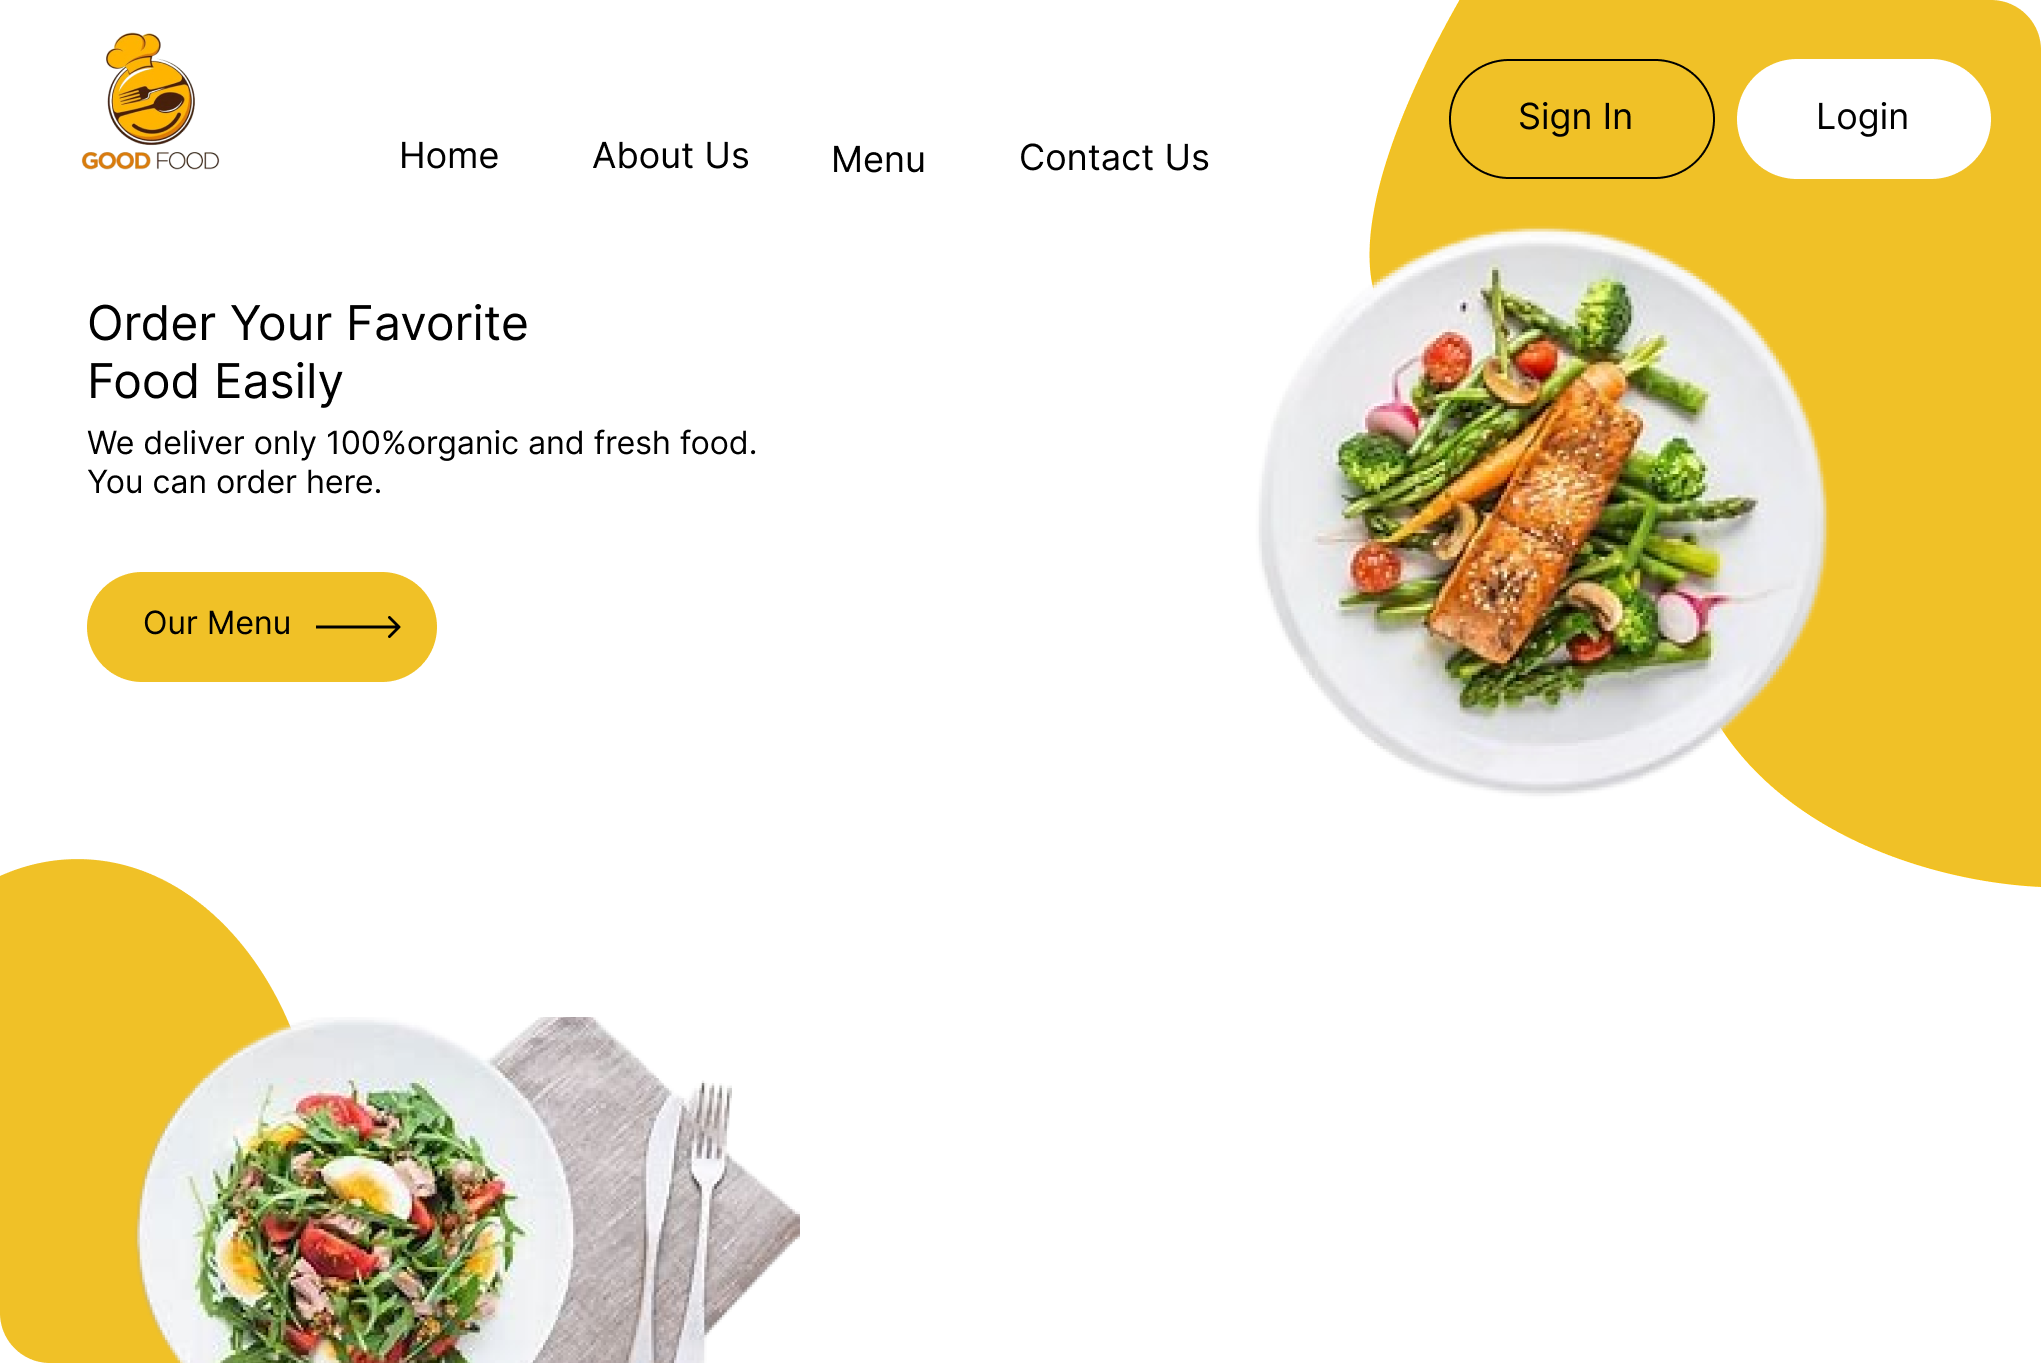 GOOD FOOD
Home
About Us
Menu
Contact Us
Sign In
Login
Order Your Favorite
Food Easily
We deliver only 100%organic and fresh food.
You can order here.
Our Menu